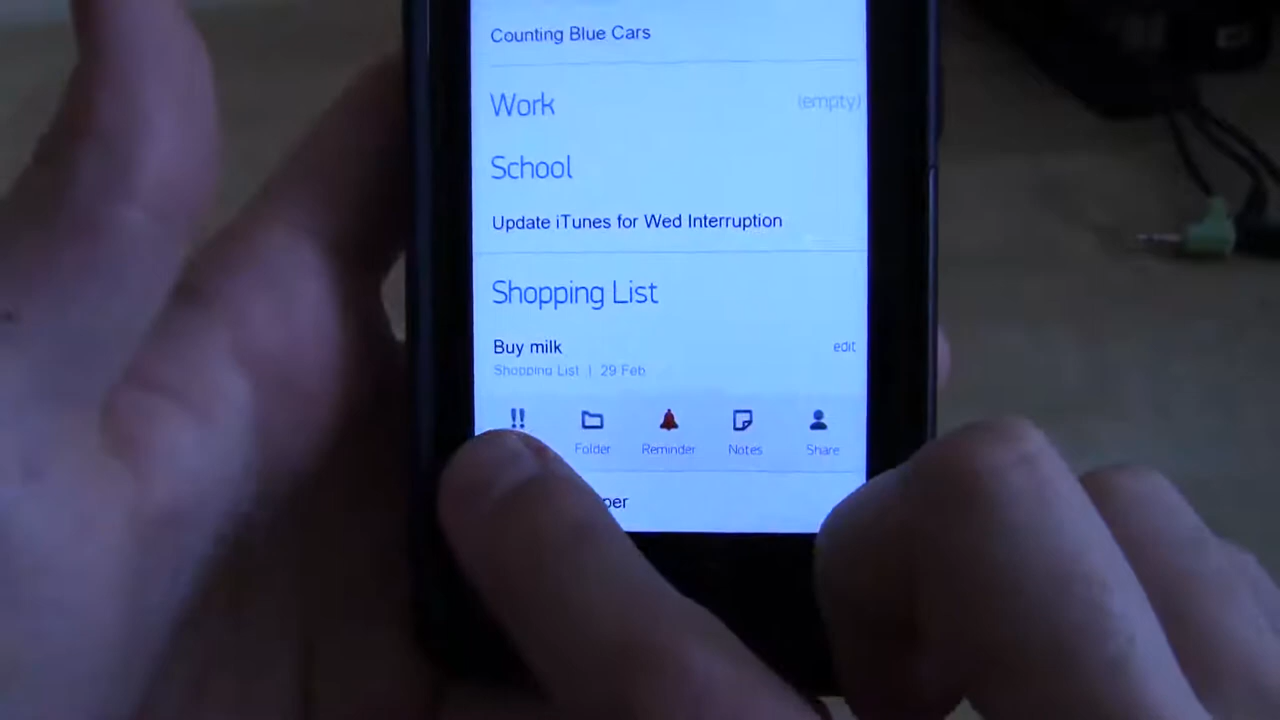 Counting Blue Cars
Work (empty)
School
Update iTunes for Wed Interruption
Shopping List
Buy milk edit
Shopping List | 29 Feb
!!
Folder Reminder Notes Share